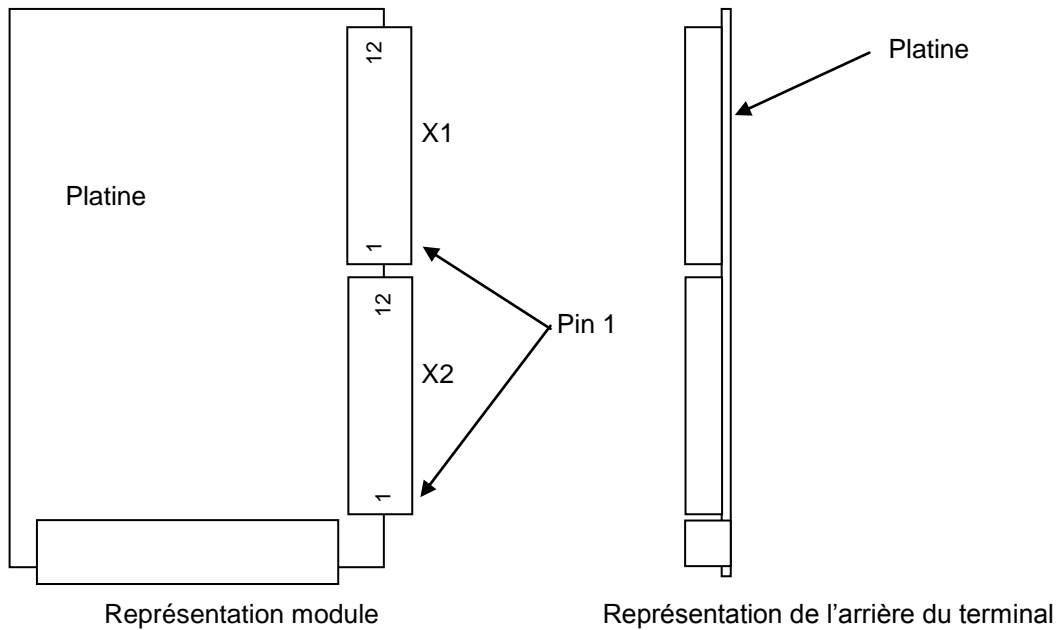 12
X1
Platine
1
12
Pin 1
X2
1
Représentation module
Platine
Représentation de l'arrière du terminal